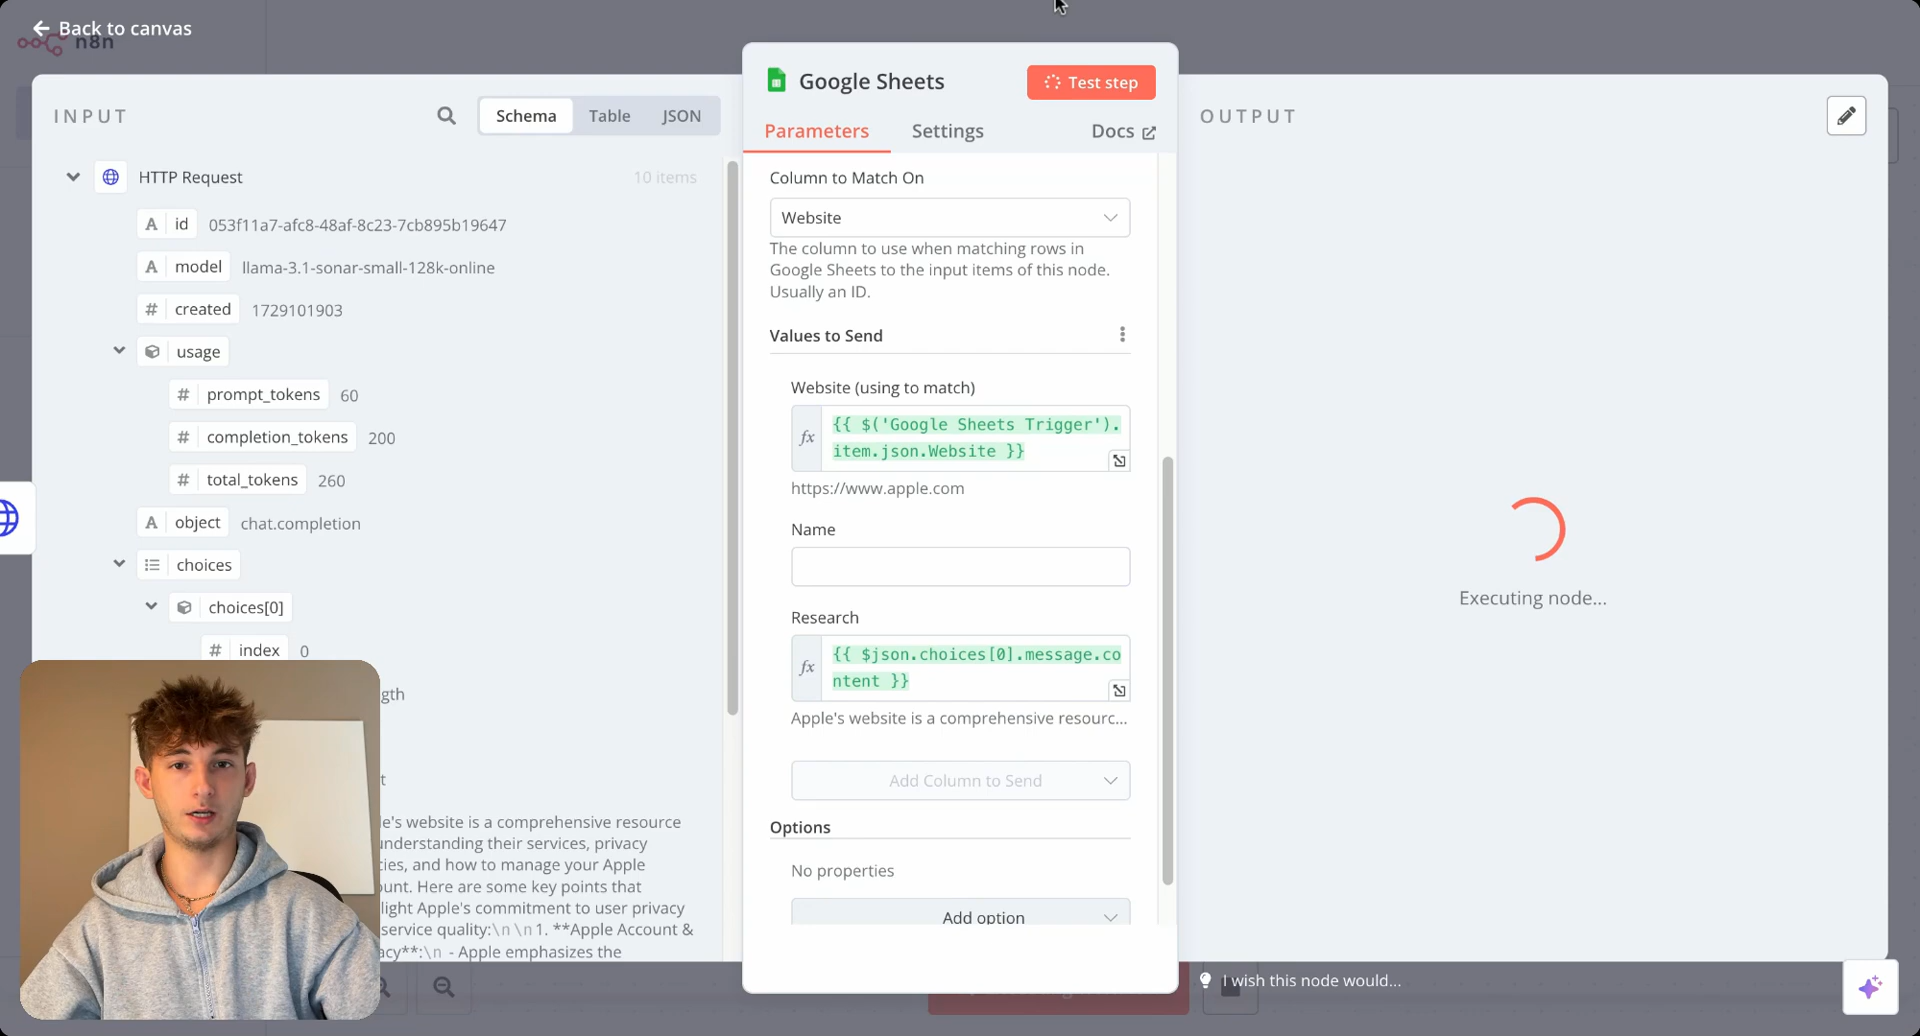 Back to canvas
n8n
INPUT
Schema
Table
JSON
HTTP Request
10 items
A id 053f11a7-afc8-48af-8c23-7cb895b19647
A model llama-3.1-sonar-small-128k-online
# created 1729101903
usage
# prompt_tokens 60
# completion_tokens 200
# total_tokens 260
A object chat.completion
choices
choices[0]
# index 0
gth
t
le's website is a comprehensive resource
understanding their services, privacy
cies, and how to manage your Apple
ount. Here are some key points that
light Apple's commitment to user privacy
service quality:\n\n1. **Apple Account &
acy**:\n - Apple emphasizes the
Google Sheets
Test step
Parameters
Settings
Docs
Column to Match On
Website
The column to use when matching rows in
Google Sheets to the input items of this node.
Usually an ID.
Values to Send
Website (using to match)
fx {{ $('Google Sheets Trigger').
item.json.Website }}
https://www.apple.com
Name
Research
fx {{ $json.choices[0].message.co
ntent }}
Apple's website is a comprehensive resourc...
Add Column to Send
Options
No properties
Add option
OUTPUT
Executing node...
I wish this node would...